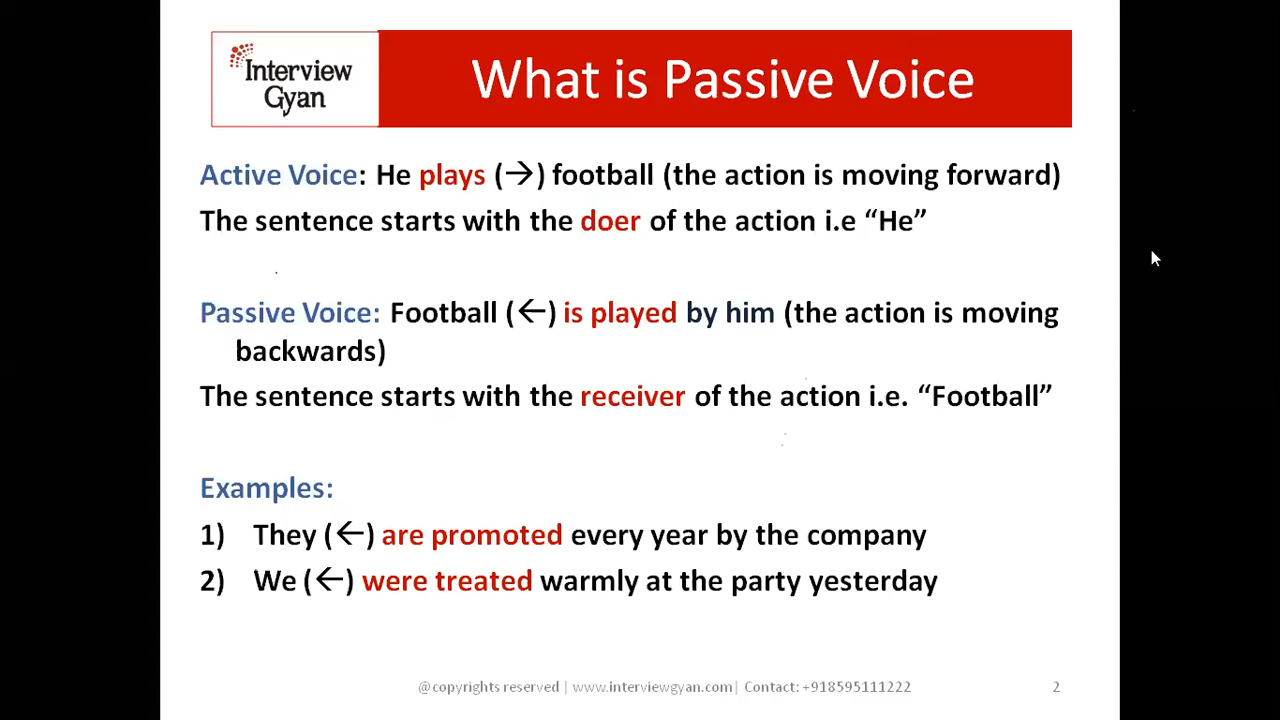 Interview
Gyan
What is Passive Voice
Active Voice: He plays (→) football (the action is moving forward)
The sentence starts with the doer of the action i.e “He”
Passive Voice: Football (←) is played by him (the action is moving
backwards)
The sentence starts with the receiver of the action i.e. “Football”
Examples:
1) They (←) are promoted every year by the company
2) We (←) were treated warmly at the party yesterday
@copyrights reserved | www.interviewgyan.com| Contact: +918595111222 2